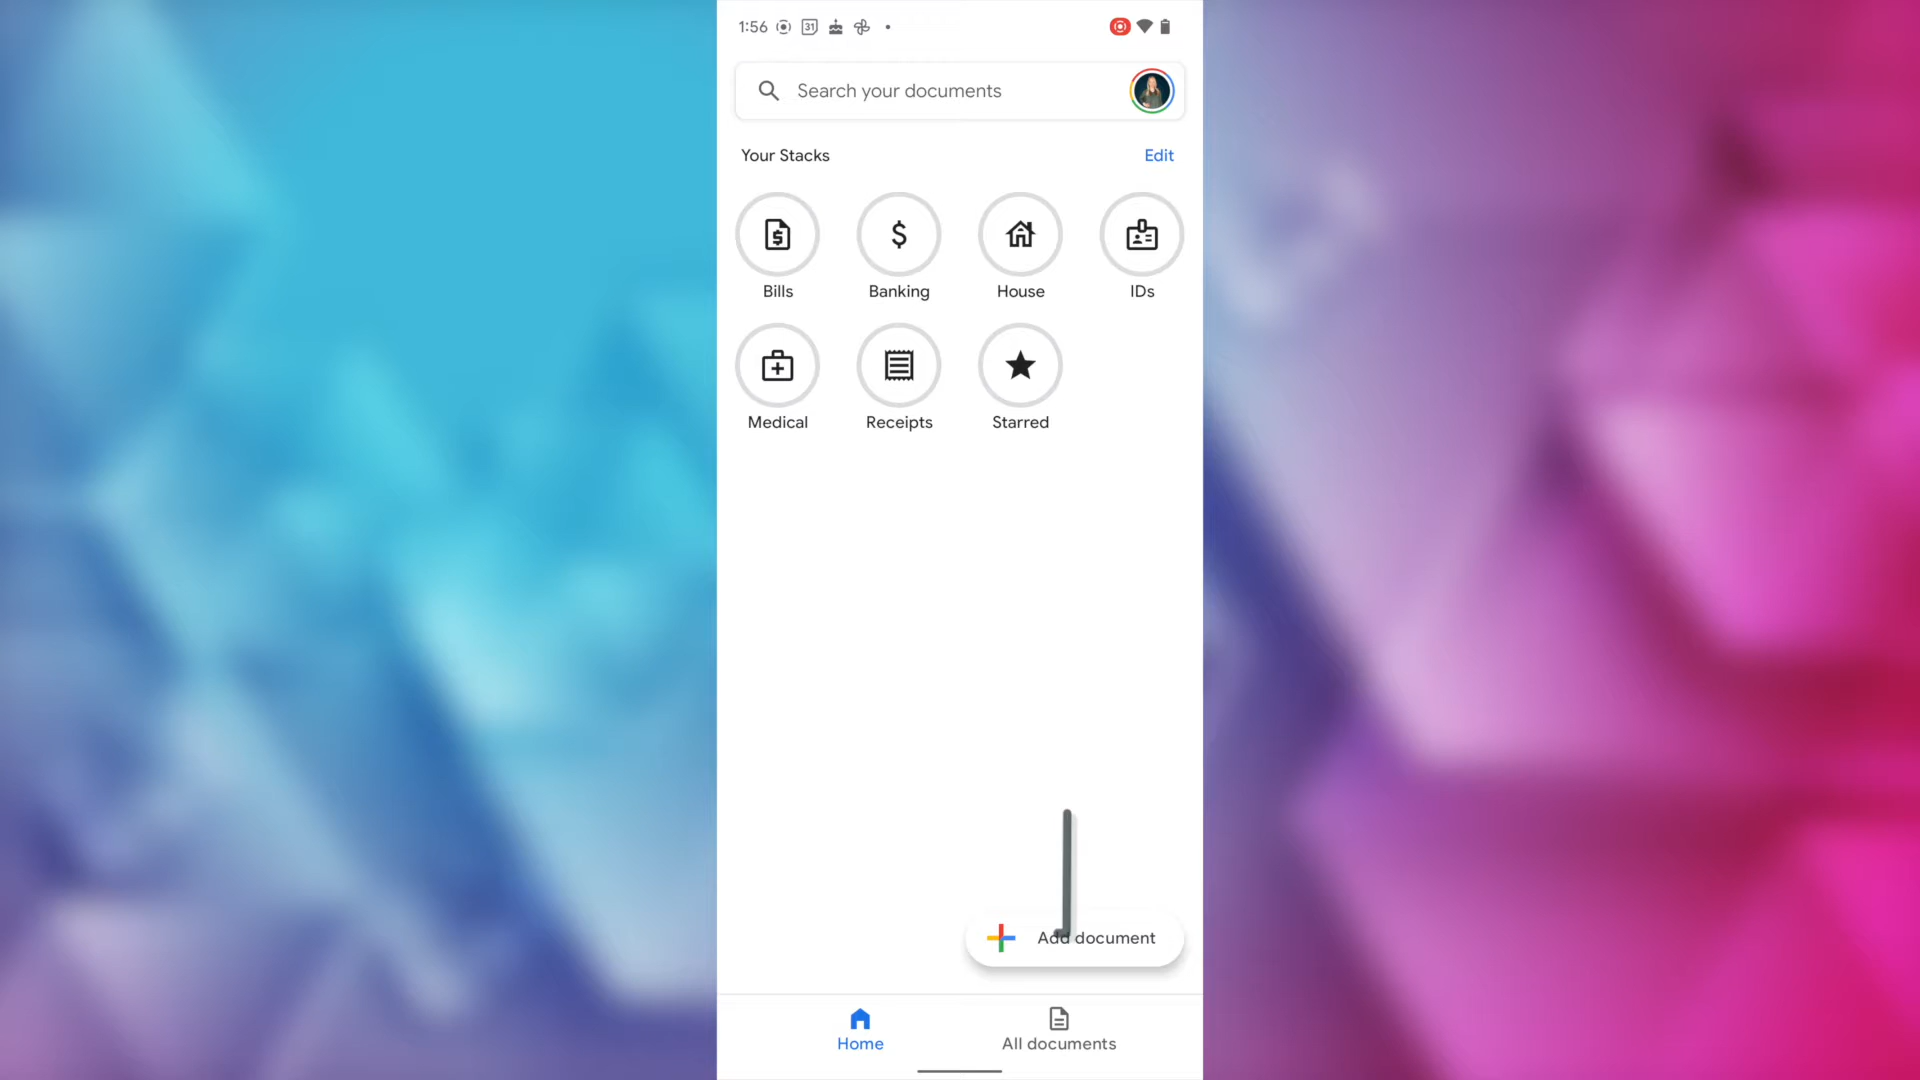 1:56
31
Search your documents
Your Stacks
Edit
Bills
Banking
House
IDs
Medical
Receipts
Starred
Add document
Home
All documents